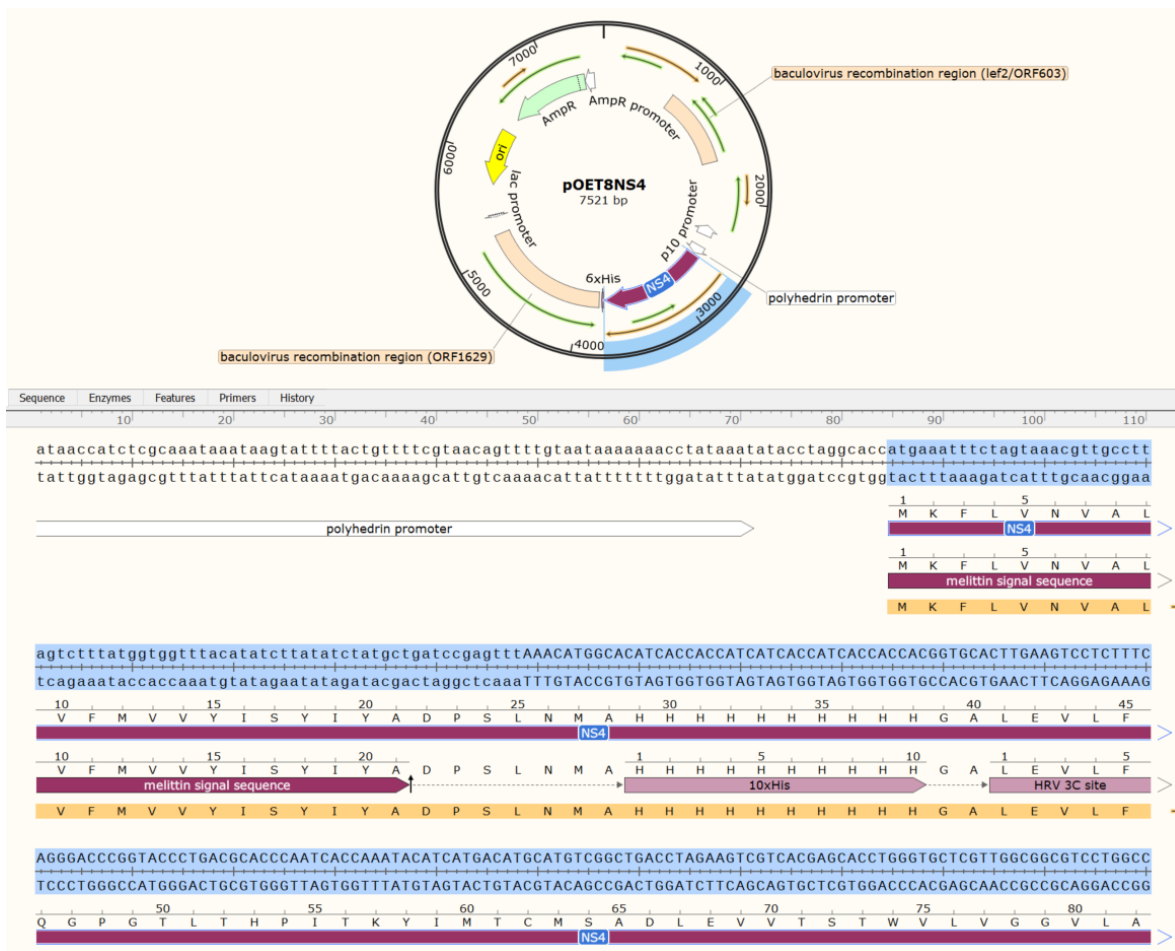 7000
1000
baculovirus recombination region (lef2/ORF603)
AmpR
AmpR promoter
6000
ori
pOET8NS4
7521 bp
2000
lac promoter
p10 promoter
6xHis
NS4
5000
polyhedrin promoter
3000
4000
baculovirus recombination region (ORF1629)
Sequence Enzymes Features Primers History
10 20 30 40 50 60 70 80 90 100 110
ataaccatctcgcaaataaataagtattttactgttttcgtaacagttttgtaataaaaaaacctataaatatacctaggcaccatgaaatttctagtaaacgttgcctt
tattggtagagcgtttatttattcataaaatgacaaaagcattgtcaaaacattatttttttggatatttatatggatccgtggtactttaaagatcatttgcaacggaa
1 5
M K F L V N V A L
polyhedrin promoter
NS4
1 5
M K F L V N V A L
melittin signal sequence
M K F L V N V A L
agtctttatggtggtttacatatcttatatctatgctgatccgagtttAAACATGGCACATCACCACCATCATCACCATCACCACCACGGTGCACTTGAAGTCCTCTTTC
tcagaaataccaccaaatgtatagaatatagatacgactaggctcaaaTTTGTACCGTGTAGTGGTGGTAGTAGTGGTAGTGGTGGTGCCACGTGAACTTCAGGAGAAAG
10 15 20 25 30 35 40 45
V F M V V Y I S Y I Y A D P S L N M A H H H H H H H H H H G A L E V L F
NS4
10 15 20 1 5 10 1 5
V F M V V Y I S Y I Y A D P S L N M A H H H H H H H H H H G A L E V L F
melittin signal sequence 10xHis HRV 3C site
V F M V V Y I S Y I Y A D P S L N M A H H H H H H H H H H G A L E V L F
AGGGACCCGGTACCCTGACGCACCCAATCACCAAATACATCATGACATGCATGTCGGCTGACCTAGAAGTCGTCACGAGCACCTGGGTGCTCGTTGGCGGCGTCCTGGCC
TCCCTGGGCCATGGGACTGCGTGGGTTAGTGGTTTATGTAGTACTGTACGTACAGCCGACTGGATCTTCAGCAGTGCTCGTGGACCCACGAGCAACCGCCGCAGGACCGG
50 55 60 65 70 75 80
Q G P G T L T H P I T K Y I M T C M S A D L E V V T S T W V L V G G V L A
NS4